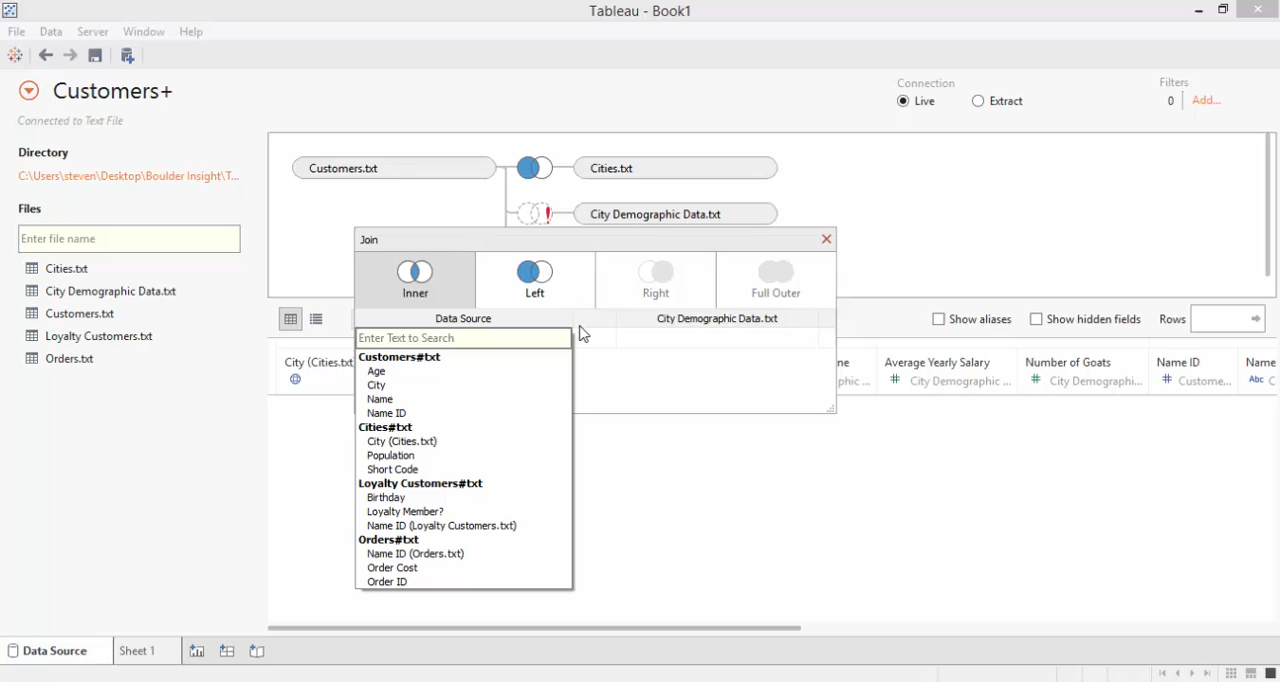 Tableau - Book1
File Data Server Window Help
Customers+
Connected to Text File
Directory
C:\Users\steven\Desktop\Boulder Insight\T...
Files
Enter file name
Cities.txt
City Demographic Data.txt
Customers.txt
Loyalty Customers.txt
Orders.txt
Connection
Live Extract
Filters
0 Add...
Customers.txt Cities.txt
City Demographic Data.txt
Join
Inner Left Right Full Outer
Data Source City Demographic Data.txt
Enter Text to Search
Customers#txt
Age
City
Name
Name ID
Cities#txt
City (Cities.txt)
Population
Short Code
Loyalty Customers#txt
Birthday
Loyalty Member?
Name ID (Loyalty Customers.txt)
Orders#txt
Name ID (Orders.txt)
Order Cost
Order ID
Show aliases Show hidden fields Rows
City (Cities.txt
ne Average Yearly Salary Number of Goats Name ID Name
phic ... # City Demographic ... # City Demographi... # Custome... Abc C
Data Source Sheet 1